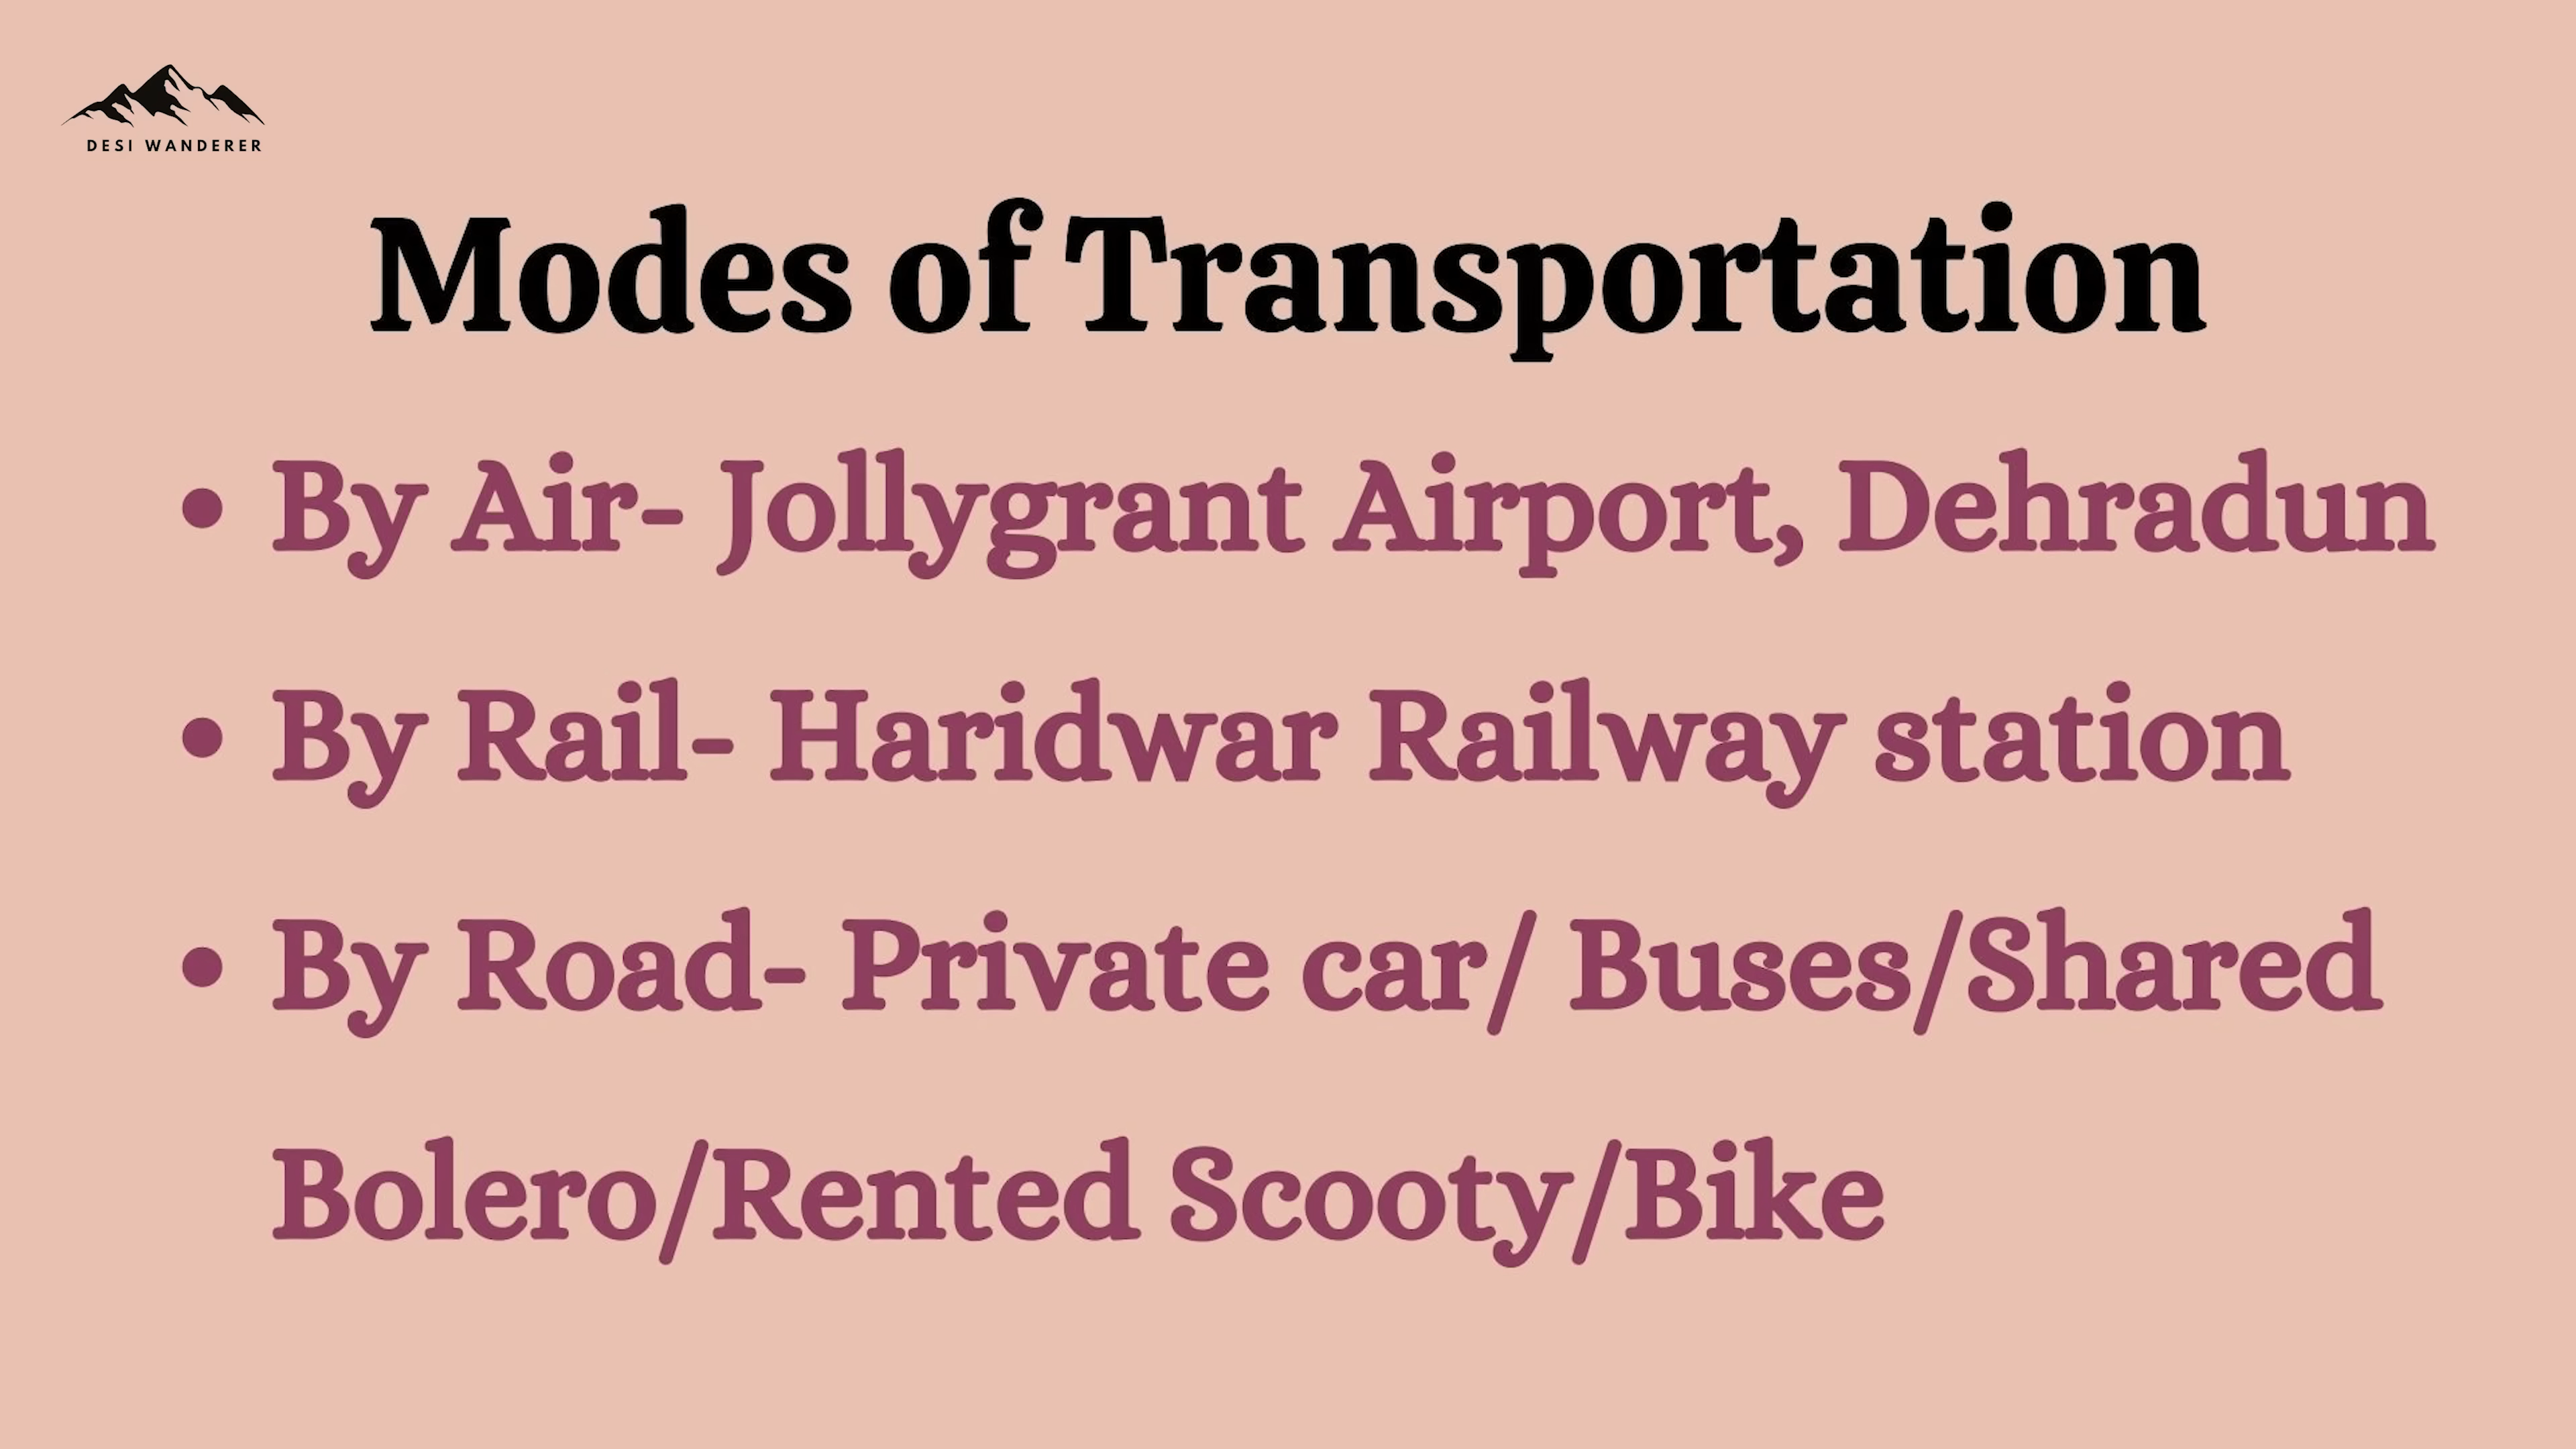 DESI WANDERER
Modes of Transportation
• By Air- Jollygrant Airport, Dehradun
• By Rail- Haridwar Railway station
• By Road- Private car/ Buses/Shared
Bolero/Rented Scooty/Bike